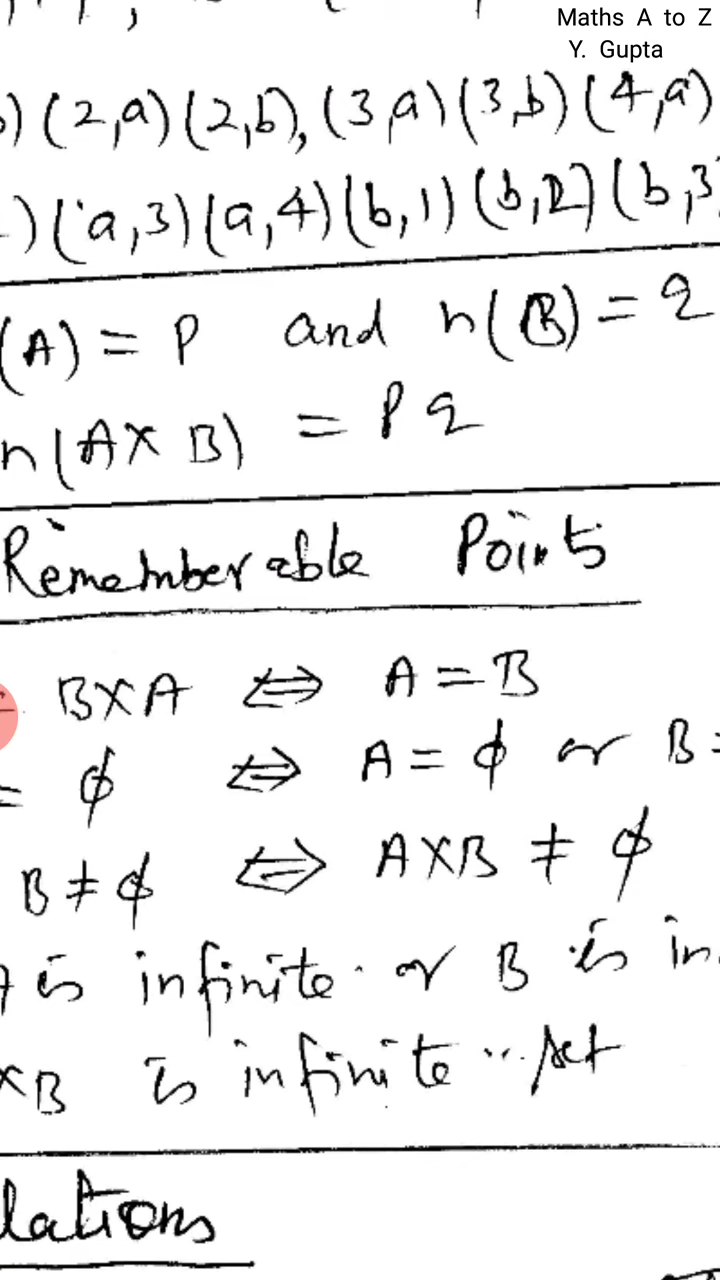 Maths A to Z
Y. Gupta
) (2,a) (2,b), (3,a) (3,b) (4,a)
) (a,3) (a,4) (b,1) (b,2) (b,3
(A) = P and n(B) = q
n(A×B) = Pq
Rememberable Points
B×A ⇔ A = B
= ϕ ⇔ A = ϕ or B =
B ≠ ϕ ⇔ A×B ≠ ϕ
A is infinite or B is in
×B is infinite set
lations